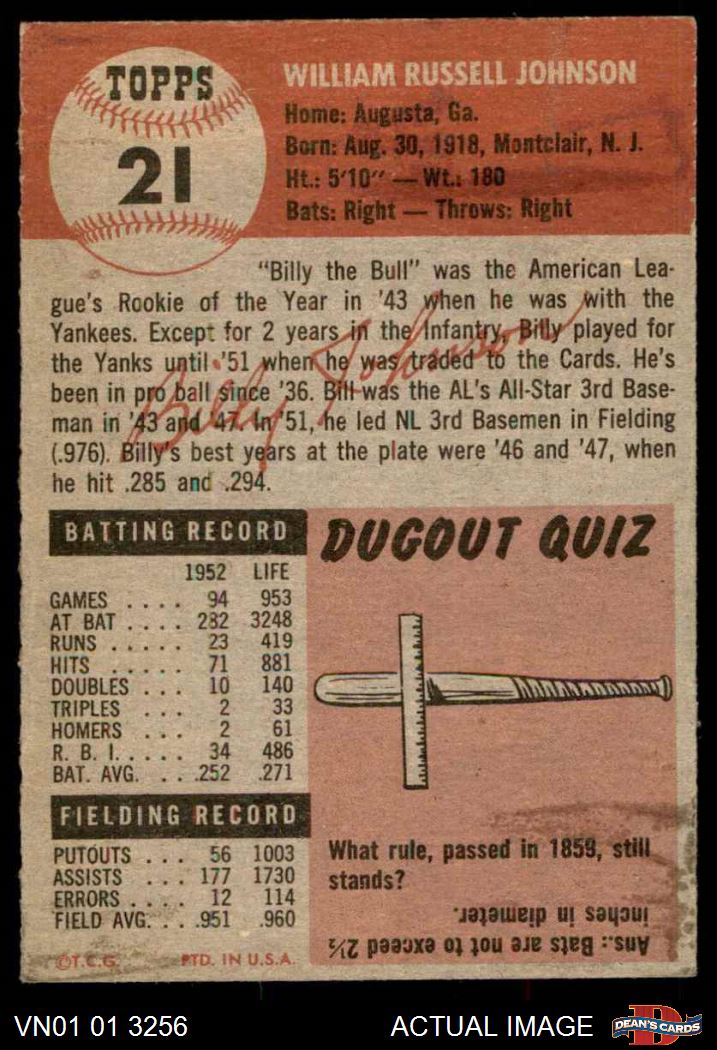 TOPPS
21
WILLIAM RUSSELL JOHNSON
Home: Augusta, Ga.
Born: Aug. 30, 1918, Montclair, N. J.
Ht.: 5'10" — Wt.: 180
Bats: Right — Throws: Right
"Billy the Bull" was the American Lea-
gue's Rookie of the Year in '43 when he was with the
Yankees. Except for 2 years in the Infantry, Billy played for
the Yanks until '51 when he was traded to the Cards. He's
been in pro ball since '36. Bill was the AL's All-Star 3rd Base-
man in '43 and '47. In '51, he led NL 3rd Basemen in Fielding
(.976). Billy's best years at the plate were '46 and '47, when
he hit .285 and .294.
Billy Johnson
BATTING RECORD
1952 LIFE
GAMES . . . . 94 953
AT BAT . . . . 282 3248
RUNS . . . . . 23 419
HITS . . . . . 71 881
DOUBLES . . . 10 140
TRIPLES . . . 2 33
HOMERS . . . 2 61
R. B. I. . . . . 34 486
BAT. AVG. . . .252 .271
FIELDING RECORD
PUTOUTS . . . 56 1003
ASSISTS . . . 177 1730
ERRORS . . . . 12 114
FIELD AVG. . . .951 .960
©T.C.G. PTD. IN U.S.A.
DUGOUT QUIZ
What rule, passed in 1859, still
stands?
Ans.: Bats are not to exceed 2½
inches in diameter.
VN01 01 3256
ACTUAL IMAGE
D
DEAN'S CARDS